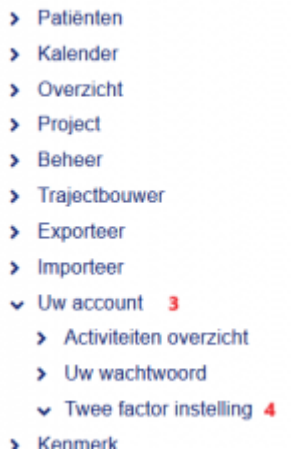 Patiënten
Kalender
Overzicht
Project
Beheer
Trajectbouwer
Exporteer
Importeer
Uw account 3
Activiteiten overzicht
Uw wachtwoord
Twee factor instelling 4
Kenmerk